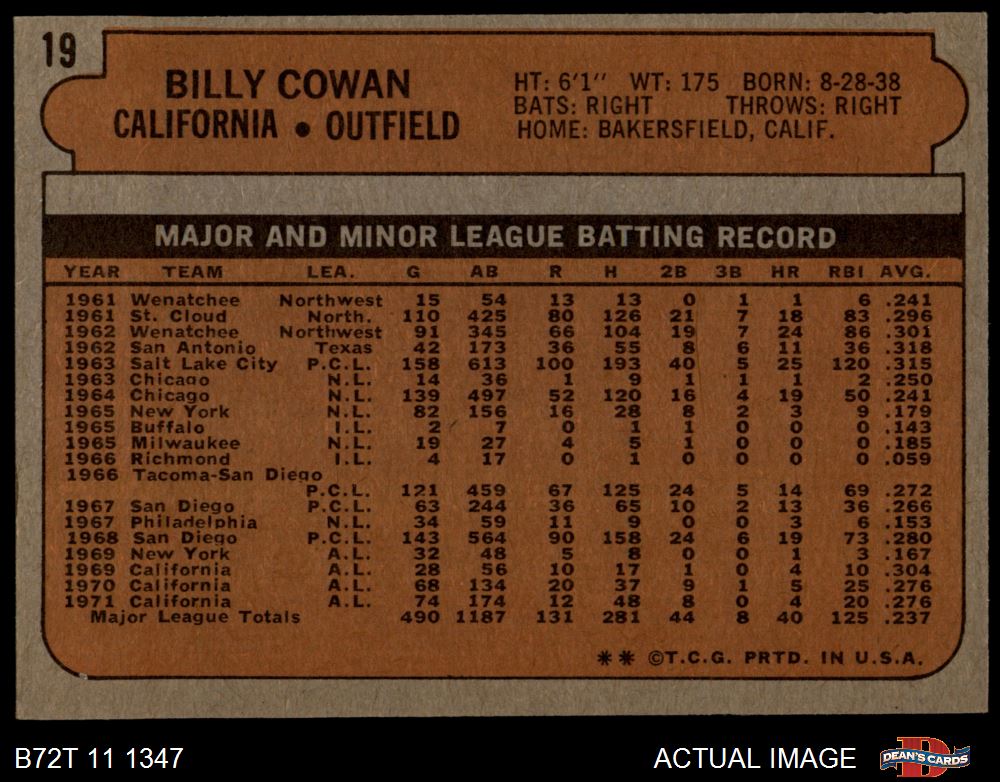 19
BILLY COWAN
CALIFORNIA • OUTFIELD
HT: 6'1" WT: 175 BORN: 8-28-38
BATS: RIGHT THROWS: RIGHT
HOME: BAKERSFIELD, CALIF.
MAJOR AND MINOR LEAGUE BATTING RECORD
YEAR TEAM LEA. G AB R H 2B 3B HR RBI AVG.
1961 Wenatchee Northwest 15 54 13 13 0 1 1 6 .241
1961 St. Cloud North. 110 425 80 126 21 7 18 83 .296
1962 Wenatchee Northwest 91 345 66 104 19 7 24 86 .301
1962 San Antonio Texas 42 173 36 55 8 6 11 36 .318
1963 Salt Lake City P.C.L. 158 613 100 193 40 5 25 120 .315
1963 Chicago N.L. 14 36 1 9 1 1 1 2 .250
1964 Chicago N.L. 139 497 52 120 16 4 19 50 .241
1965 New York N.L. 82 156 16 28 8 2 3 9 .179
1965 Buffalo I.L. 2 7 0 1 1 0 0 0 .143
1965 Milwaukee N.L. 19 27 4 5 1 0 0 0 .185
1966 Richmond I.L. 4 17 0 1 0 0 0 0 .059
1966 Tacoma-San Diego
P.C.L. 121 459 67 125 24 5 14 69 .272
1967 San Diego P.C.L. 63 244 36 65 10 2 13 36 .266
1967 Philadelphia N.L. 34 59 11 9 0 0 3 6 .153
1968 San Diego P.C.L. 143 564 90 158 24 6 19 73 .280
1969 New York A.L. 32 48 5 8 0 0 1 3 .167
1969 California A.L. 28 56 10 17 1 0 4 10 .304
1970 California A.L. 68 134 20 37 9 1 5 25 .276
1971 California A.L. 74 174 12 48 8 0 4 20 .276
Major League Totals 490 1187 131 281 44 8 40 125 .237
** ©T.C.G. PRTD. IN U.S.A.
B72T 11 1347
ACTUAL IMAGE
DEAN'S CARDS